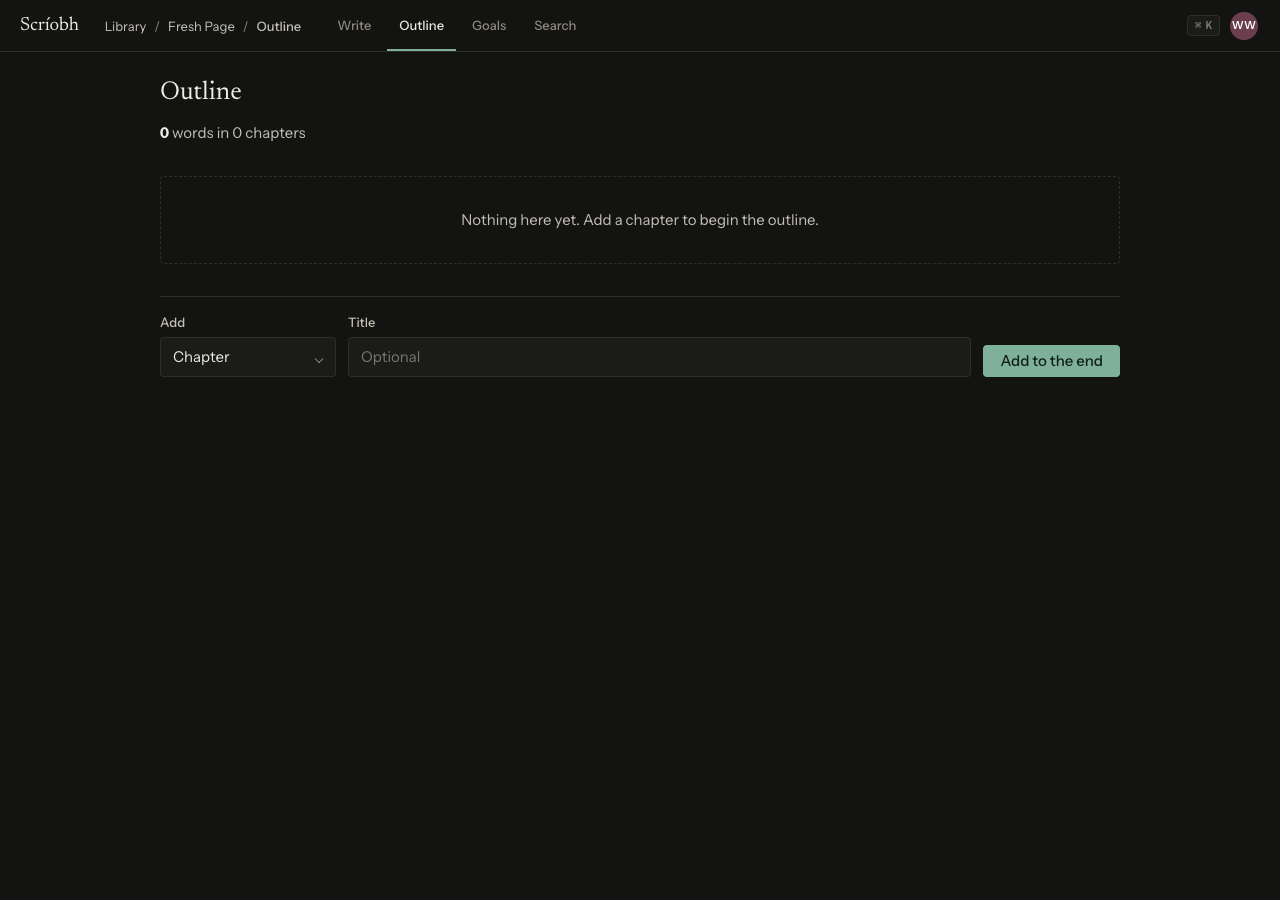 Scríobh Library / Fresh Page / Outline Write Outline Goals Search ⌘ K WW
Outline
0 words in 0 chapters
Nothing here yet. Add a chapter to begin the outline.
Add Title
Chapter Optional Add to the end